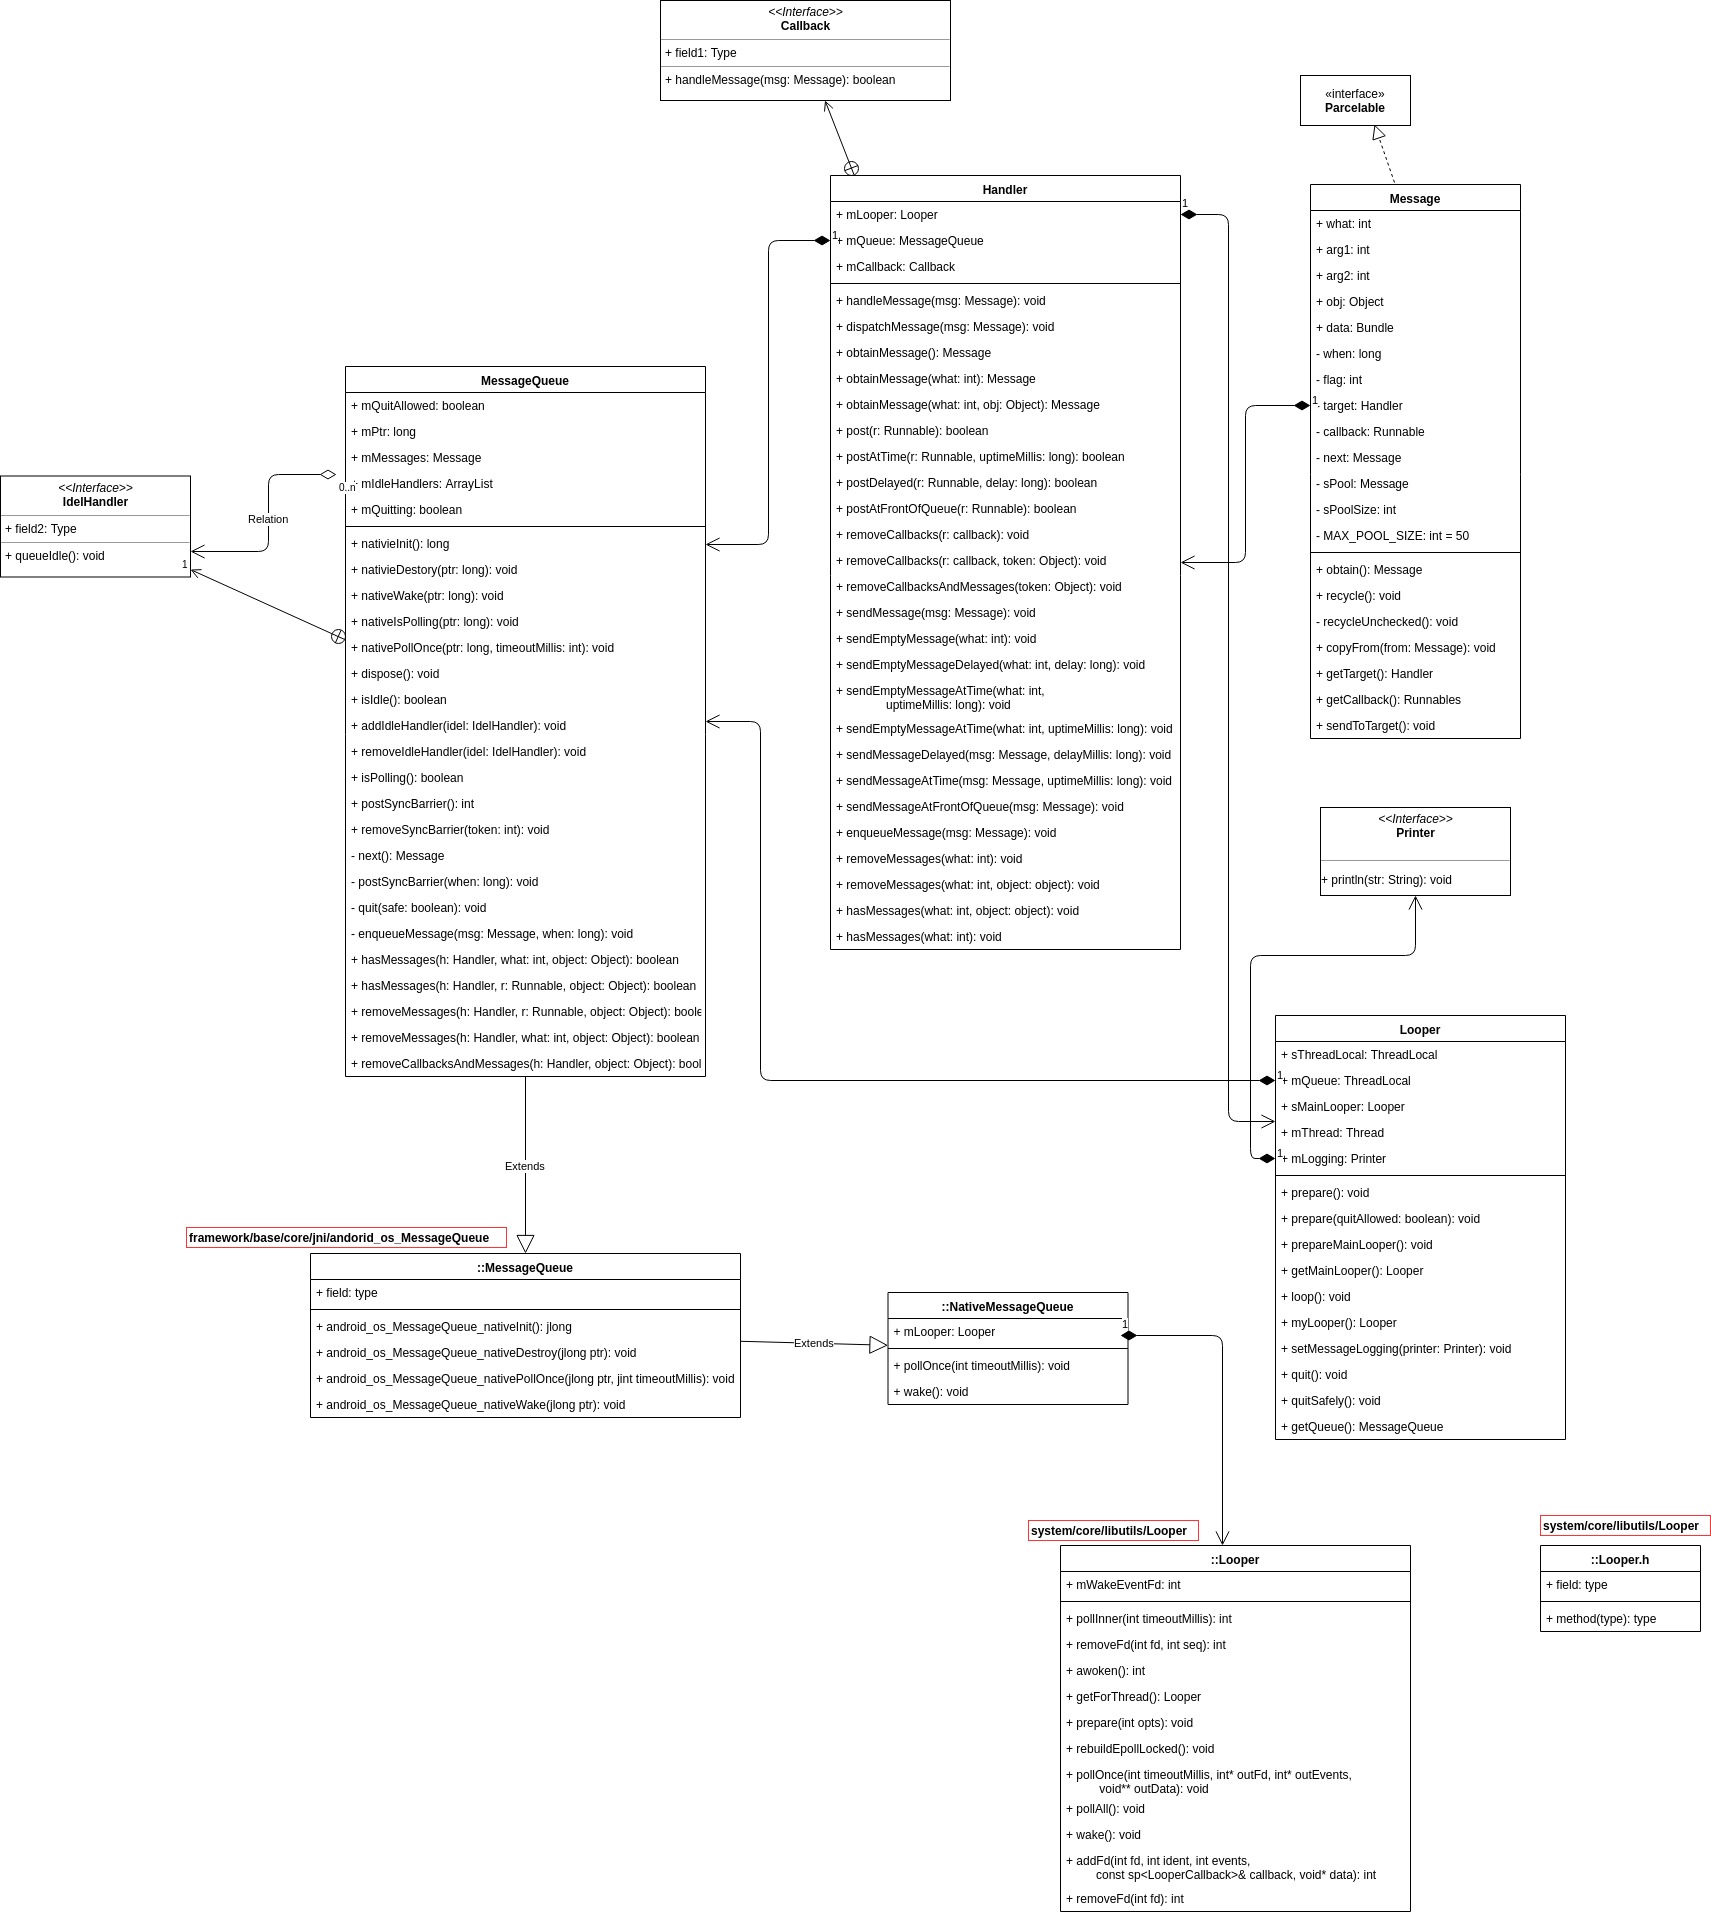 <<Interface>>
Callback
+ field1: Type
+ handleMessage(msg: Message): boolean
«interface»
Parcelable
Handler
+ mLooper: Looper
+ mQueue: MessageQueue
+ mCallback: Callback
+ handleMessage(msg: Message): void
+ dispatchMessage(msg: Message): void
+ obtainMessage(): Message
+ obtainMessage(what: int): Message
+ obtainMessage(what: int, obj: Object): Message
+ post(r: Runnable): boolean
+ postAtTime(r: Runnable, uptimeMillis: long): boolean
+ postDelayed(r: Runnable, delay: long): boolean
+ postAtFrontOfQueue(r: Runnable): boolean
+ removeCallbacks(r: callback): void
+ removeCallbacks(r: callback, token: Object): void
+ removeCallbacksAndMessages(token: Object): void
+ sendMessage(msg: Message): void
+ sendEmptyMessage(what: int): void
+ sendEmptyMessageDelayed(what: int, delay: long): void
+ sendEmptyMessageAtTime(what: int,
uptimeMillis: long): void
+ sendEmptyMessageAtTime(what: int, uptimeMillis: long): void
+ sendMessageDelayed(msg: Message, delayMillis: long): void
+ sendMessageAtTime(msg: Message, uptimeMillis: long): void
+ sendMessageAtFrontOfQueue(msg: Message): void
+ enqueueMessage(msg: Message): void
+ removeMessages(what: int): void
+ removeMessages(what: int, object: object): void
+ hasMessages(what: int, object: object): void
+ hasMessages(what: int): void
1
1
Message
+ what: int
+ arg1: int
+ arg2: int
+ obj: Object
+ data: Bundle
- when: long
- flag: int
- target: Handler
- callback: Runnable
- next: Message
- sPool: Message
- sPoolSize: int
- MAX_POOL_SIZE: int = 50
+ obtain(): Message
+ recycle(): void
- recycleUnchecked(): void
+ copyFrom(from: Message): void
+ getTarget(): Handler
+ getCallback(): Runnables
+ sendToTarget(): void
1
MessageQueue
+ mQuitAllowed: boolean
+ mPtr: long
+ mMessages: Message
+ mIdleHandlers: ArrayList
+ mQuitting: boolean
+ nativieInit(): long
+ nativieDestory(ptr: long): void
+ nativeWake(ptr: long): void
+ nativeIsPolling(ptr: long): void
+ nativePollOnce(ptr: long, timeoutMillis: int): void
+ dispose(): void
+ isIdle(): boolean
+ addIdleHandler(idel: IdelHandler): void
+ removeIdleHandler(idel: IdelHandler): void
+ isPolling(): boolean
+ postSyncBarrier(): int
+ removeSyncBarrier(token: int): void
- next(): Message
- postSyncBarrier(when: long): void
- quit(safe: boolean): void
- enqueueMessage(msg: Message, when: long): void
+ hasMessages(h: Handler, what: int, object: Object): boolean
+ hasMessages(h: Handler, r: Runnable, object: Object): boolean
+ removeMessages(h: Handler, r: Runnable, object: Object): boole
+ removeMessages(h: Handler, what: int, object: Object): boolean
+ removeCallbacksAndMessages(h: Handler, object: Object): bool
0..n
Relation
1
<<Interface>>
IdelHandler
+ field2: Type
+ queueIdle(): void
<<Interface>>
Printer
+ println(str: String): void
Looper
+ sThreadLocal: ThreadLocal
+ mQueue: ThreadLocal
+ sMainLooper: Looper
+ mThread: Thread
+ mLogging: Printer
+ prepare(): void
+ prepare(quitAllowed: boolean): void
+ prepareMainLooper(): void
+ getMainLooper(): Looper
+ loop(): void
+ myLooper(): Looper
+ setMessageLogging(printer: Printer): void
+ quit(): void
+ quitSafely(): void
+ getQueue(): MessageQueue
1
1
Extends
framework/base/core/jni/andorid_os_MessageQueue
::MessageQueue
+ field: type
+ android_os_MessageQueue_nativeInit(): jlong
+ android_os_MessageQueue_nativeDestroy(jlong ptr): void
+ android_os_MessageQueue_nativePollOnce(jlong ptr, jint timeoutMillis): void
+ android_os_MessageQueue_nativeWake(jlong ptr): void
Extends
::NativeMessageQueue
+ mLooper: Looper
+ pollOnce(int timeoutMillis): void
+ wake(): void
1
system/core/libutils/Looper
::Looper
+ mWakeEventFd: int
+ pollInner(int timeoutMillis): int
+ removeFd(int fd, int seq): int
+ awoken(): int
+ getForThread(): Looper
+ prepare(int opts): void
+ rebuildEpollLocked(): void
+ pollOnce(int timeoutMillis, int* outFd, int* outEvents,
void** outData): void
+ pollAll(): void
+ wake(): void
+ addFd(int fd, int ident, int events,
const sp<LooperCallback>& callback, void* data): int
+ removeFd(int fd): int
system/core/libutils/Looper
::Looper.h
+ field: type
+ method(type): type